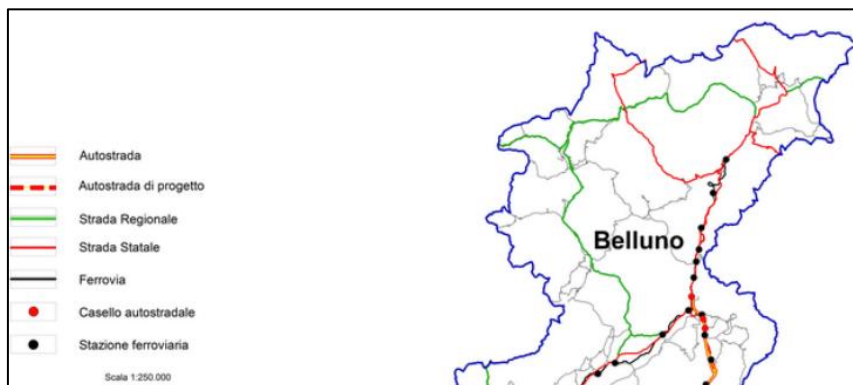 Autostrada
Autostrada di progetto
Strada Regionale
Strada Statale
Ferrovia
Casello autostradale
Stazione ferroviaria
Scala 1:250.000
Belluno